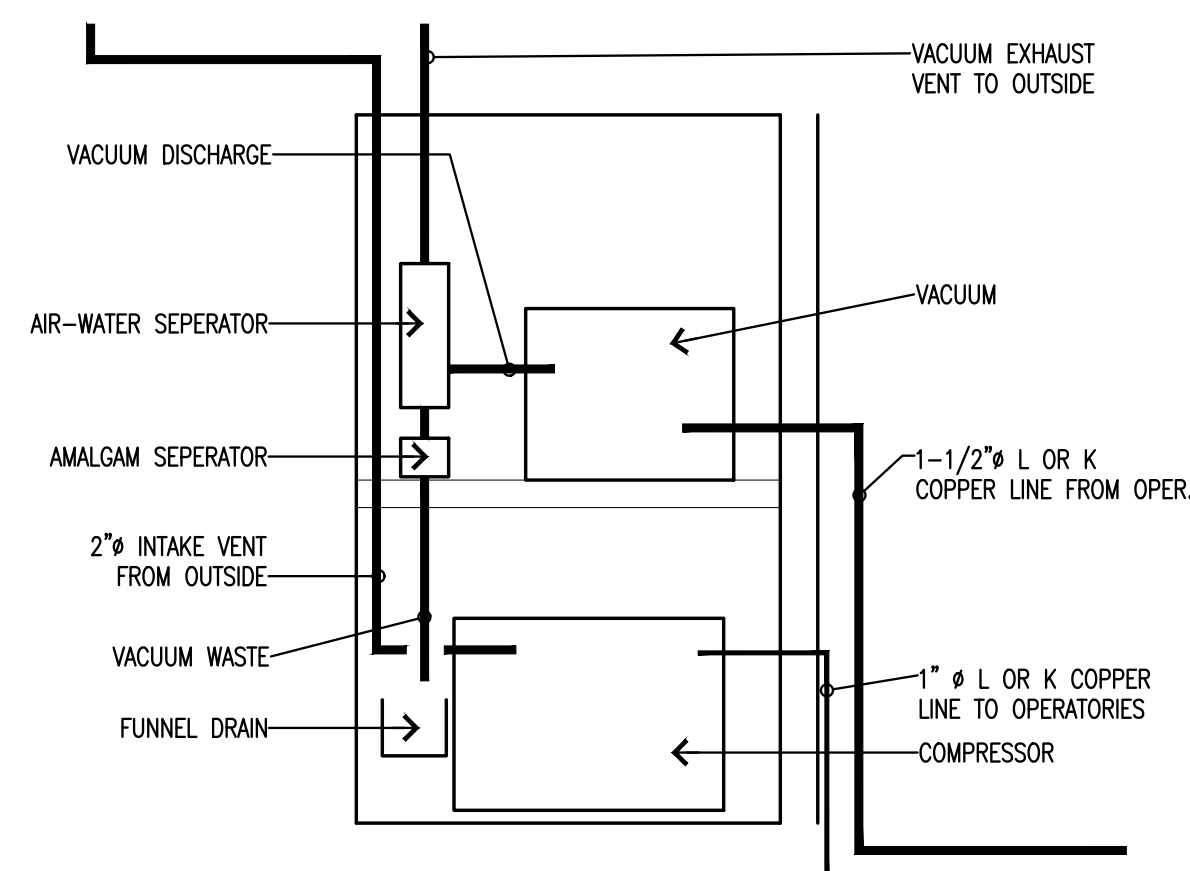 VACUUM EXHAUST
VENT TO OUTSIDE
VACUUM DISCHARGE
VACUUM
AIR-WATER SEPERATOR
AMALGAM SEPERATOR
1-1/2"ø L OR K
COPPER LINE FROM OPER.
2"ø INTAKE VENT
FROM OUTSIDE
VACUUM WASTE
1" ø L OR K COPPER
LINE TO OPERATORIES
FUNNEL DRAIN
COMPRESSOR